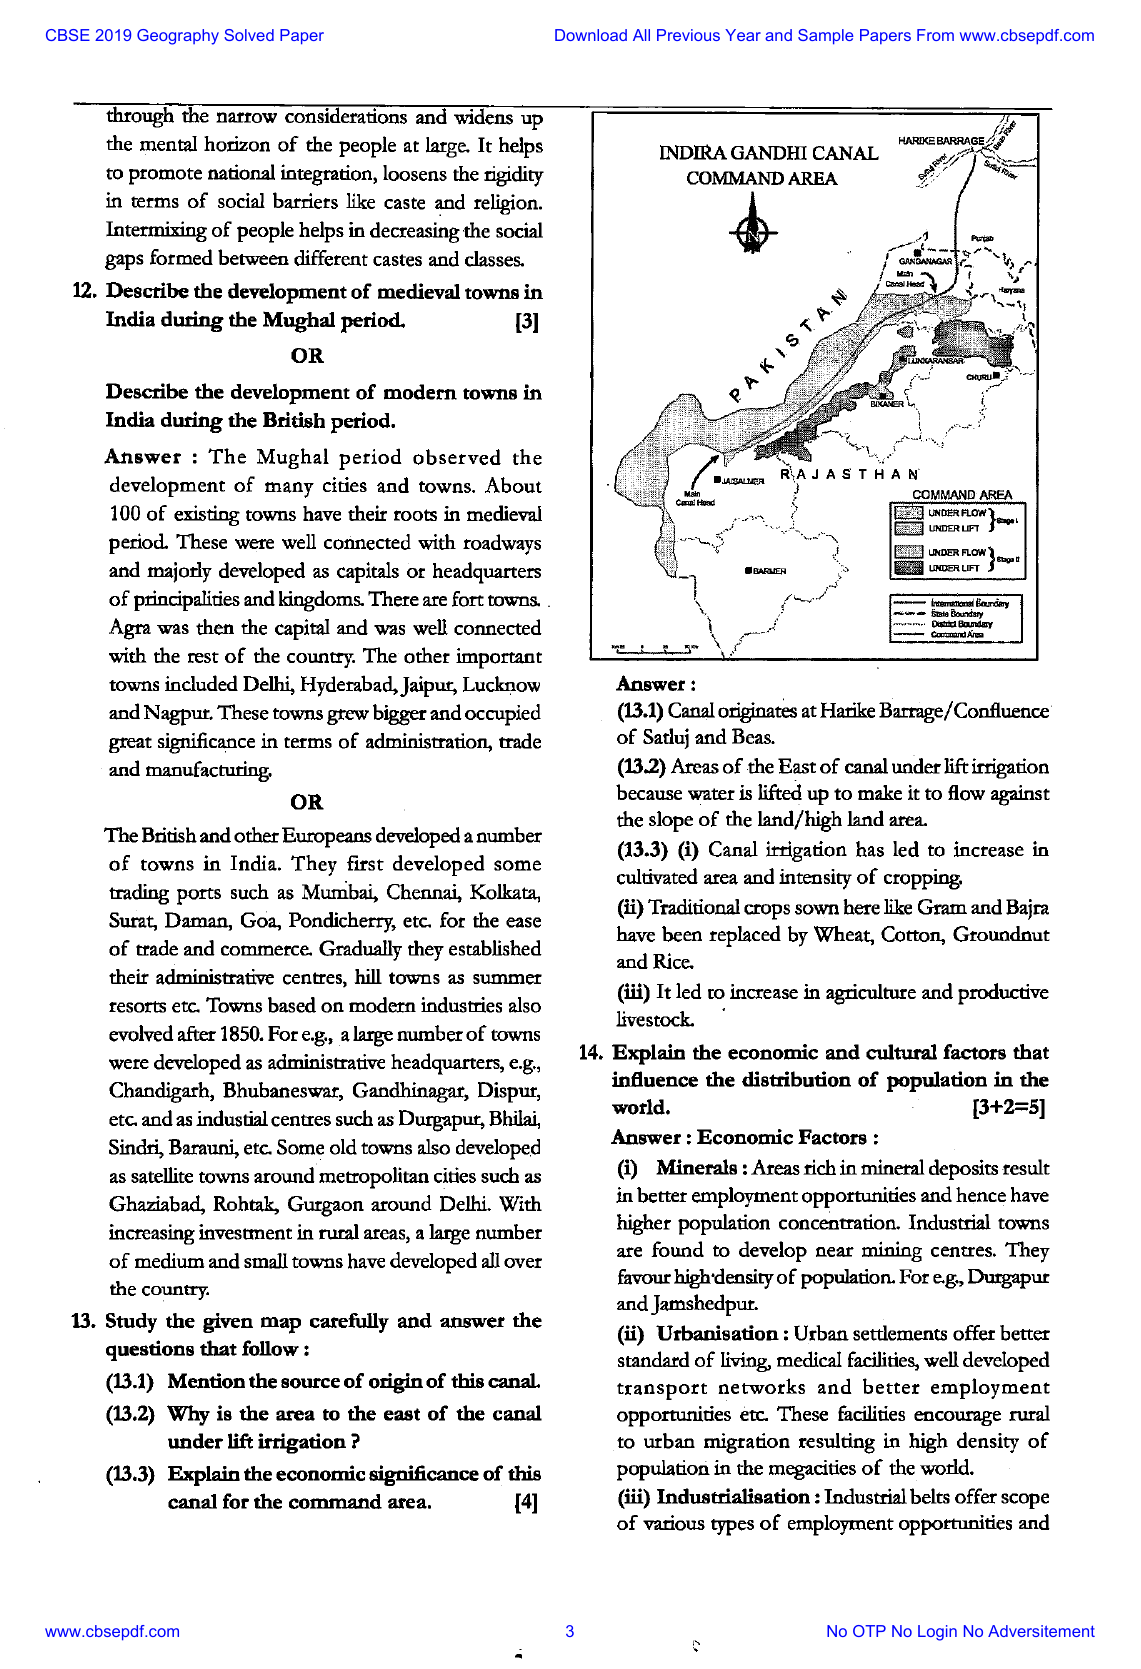 CBSE 2019 Geography Solved Paper
Download All Previous Year and Sample Papers From www.cbsepdf.com
through the narrow considerations and widens up
the mental horizon of the people at large. It helps
to promote national integration, loosens the rigidity
in terms of social barriers like caste and religion.
Intermixing of people helps in decreasing the social
gaps formed between different castes and classes.
12. Describe the development of medieval towns in
India during the Mughal period. [3]
OR
Describe the development of modern towns in
India during the British period.
Answer : The Mughal period observed the
development of many cities and towns. About
100 of existing towns have their roots in medieval
period. These were well connected with roadways
and majorly developed as capitals or headquarters
of principalities and kingdoms. There are fort towns.
Agra was then the capital and was well connected
with the rest of the country. The other important
towns included Delhi, Hyderabad, Jaipur, Lucknow
and Nagpur. These towns grew bigger and occupied
great significance in terms of administration, trade
and manufacturing.
OR
The British and other Europeans developed a number
of towns in India. They first developed some
trading ports such as Mumbai, Chennai, Kolkata,
Surat, Daman, Goa, Pondicherry, etc. for the ease
of trade and commerce. Gradually they established
their administrative centres, hill towns as summer
resorts etc. Towns based on modern industries also
evolved after 1850. For e.g., a large number of towns
were developed as administrative headquarters, e.g.,
Chandigarh, Bhubaneswar, Gandhinagar, Dispur,
etc. and as industial centres such as Durgapur, Bhilai,
Sindri, Barauni, etc. Some old towns also developed
as satellite towns around metropolitan cities such as
Ghaziabad, Rohtak, Gurgaon around Delhi. With
increasing investment in rural areas, a large number
of medium and small towns have developed all over
the country.
13. Study the given map carefully and answer the
questions that follow :
(13.1) Mention the source of origin of this canal.
(13.2) Why is the area to the east of the canal
under lift irrigation ?
(13.3) Explain the economic significance of this
canal for the command area. [4]
INDIRA GANDHI CANAL
COMMAND AREA
HARIKE BARRAGE
Beas River
Satluj River
Satluj River
N
Punjab
GANGANAGAR
Main
Canal Head
Haryana
PAKISTAN
LUNKARANSAR
CHURU
BIKANER
RAJASTHAN
JAISALMER
Main
Canal Head
BARMER
COMMAND AREA
UNDER FLOW
UNDER LIFT
Stage I
UNDER FLOW
UNDER LIFT
Stage II
International Boundary
State Boundary
District Boundary
Command Area
Answer :
(13.1) Canal originates at Harike Barrage/Confluence
of Satluj and Beas.
(13.2) Areas of the East of canal under lift irrigation
because water is lifted up to make it to flow against
the slope of the land/high land area.
(13.3) (i) Canal irrigation has led to increase in
cultivated area and intensity of cropping.
(ii) Traditional crops sown here like Gram and Bajra
have been replaced by Wheat, Cotton, Groundnut
and Rice.
(iii) It led to increase in agriculture and productive
livestock.
14. Explain the economic and cultural factors that
influence the distribution of population in the
world. [3+2=5]
Answer : Economic Factors :
(i) Minerals : Areas rich in mineral deposits result
in better employment opportunities and hence have
higher population concentration. Industrial towns
are found to develop near mining centres. They
favour high density of population. For e.g., Durgapur
and Jamshedpur.
(ii) Urbanisation : Urban settlements offer better
standard of living, medical facilities, well developed
transport networks and better employment
opportunities etc. These facilities encourage rural
to urban migration resulting in high density of
population in the megacities of the world.
(iii) Industrialisation : Industrial belts offer scope
of various types of employment opportunities and
www.cbsepdf.com
3
No OTP No Login No Adversitement